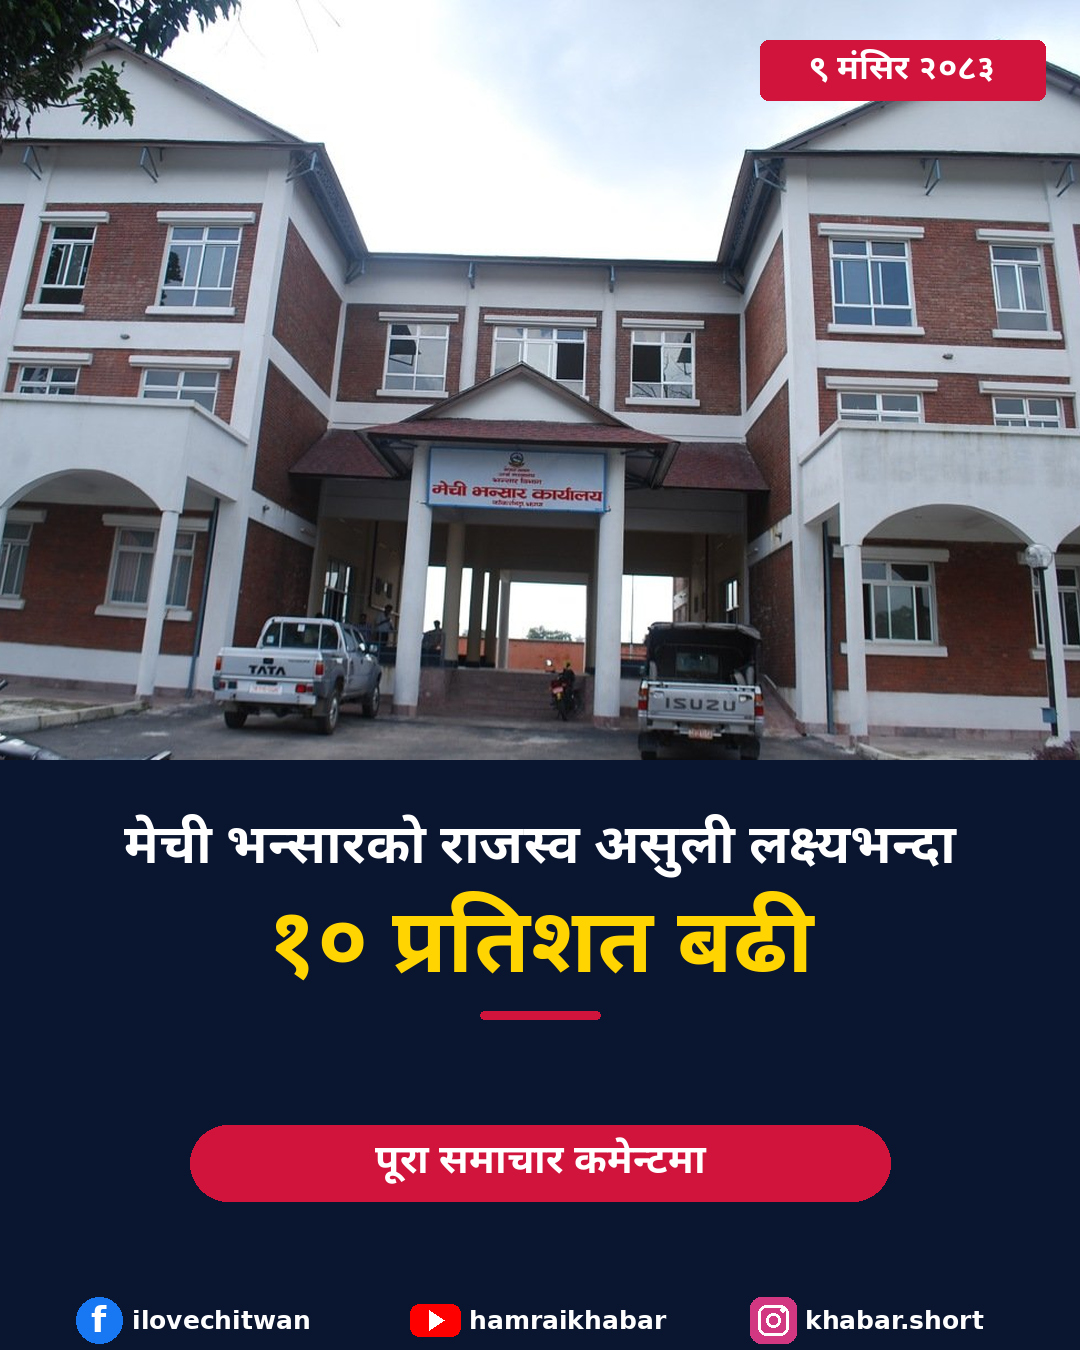 ९ मंसिर २०८३
मेची भन्सार कार्यालय
TATA
ISUZU
मेची भन्सारको राजस्व असुली लक्ष्यभन्दा
१० प्रतिशत बढी
पूरा समाचार कमेन्टमा
ilovechitwan
hamraikhabar
khabar.short